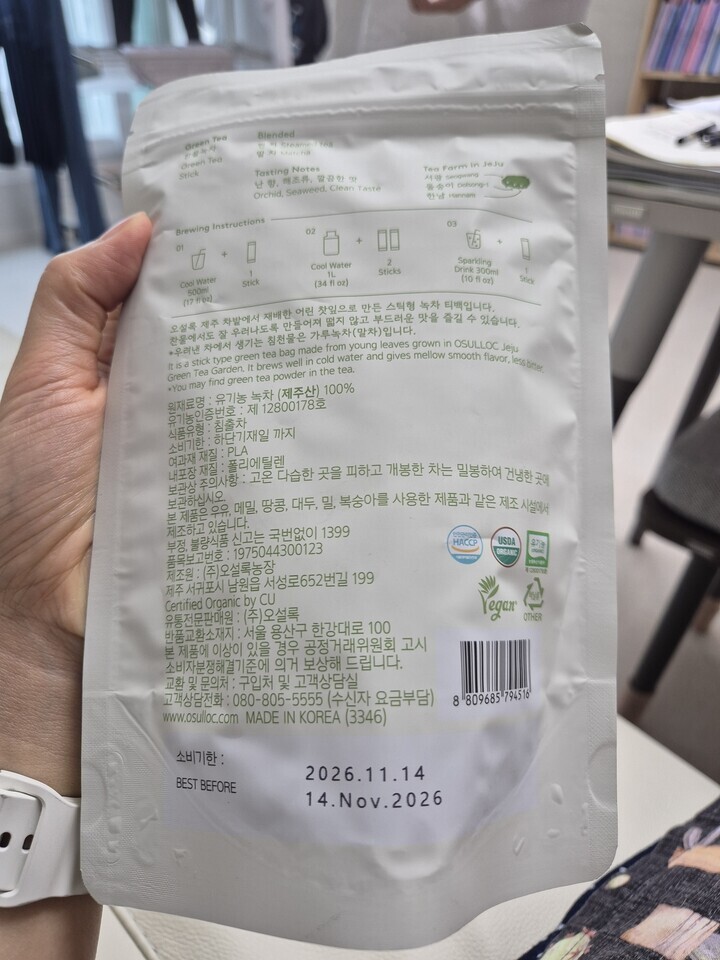 Green Tea
가루녹차
Green Tea
Stick
Blended
Tasting Notes
난 향, 해조류, 깔끔한 맛
Orchid, Seaweed, Clean Taste
Tea Farm in Jeju
서광
돌송이
한남
Brewing Instructions
01
Cool Water
500ml
(17 fl oz)
+
1
Stick
02
Cool Water
1L
(34 fl oz)
+
2
Sticks
03
Sparkling
Drink 300ml
(10 fl oz)
+
1
Stick
오설록 제주 차밭에서 재배한 어린 찻잎으로 만든 스틱형 녹차 티백입니다.
찬물에서도 잘 우러나도록 만들어져 떫지 않고 부드러운 맛을 즐길 수 있습니다.
*우려낸 차에서 생기는 침전물은 가루녹차(말차)입니다.
It is a stick type green tea bag made from young leaves grown in OSULLOC Jeju
Green Tea Garden. It brews well in cold water and gives mellow smooth flavor, less bitter.
*You may find green tea powder in the tea.
원재료명 : 유기농 녹차 (제주산) 100%
유기농인증번호 : 제 12800178호
식품유형 : 침출차
소비기한 : 하단기재일 까지
여과재 재질 : PLA
내포장 재질 : 폴리에틸렌
보관상 주의사항 : 고온 다습한 곳을 피하고 개봉한 차는 밀봉하여 건냉한 곳에
보관하십시오
본 제품은 우유, 메밀, 땅콩, 대두, 밀, 복숭아를 사용한 제품과 같은 제조 시설에서
제조하고 있습니다.
부정, 불량식품 신고는 국번없이 1399
품목보고번호 : 1975044300123
제조원 : (주)오설록농장
제주 서귀포시 남원읍 서성로652번길 199
Certified Organic by CU
유통전문판매원 : (주)오설록
반품교환소재지 : 서울 용산구 한강대로 100
본 제품에 이상이 있을 경우 공정거래위원회 고시
소비자분쟁해결기준에 의거 보상해 드립니다.
교환 및 문의처 : 구입처 및 고객상담실
고객상담전화 : 080-805-5555 (수신자 요금부담)
www.osulloc.com MADE IN KOREA (3346)
HACCP
USDA
ORGANIC
Vegan
OTHER
8 809685 794516
소비기한 :
BEST BEFORE
2026.11.14
14.Nov.2026